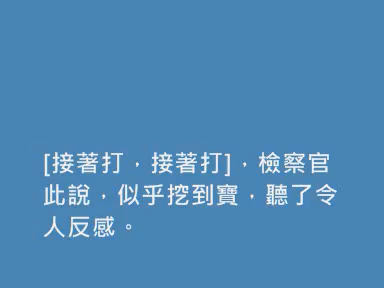 [接著打，接著打]，檢察官
此說，似乎挖到寶，聽了令
人反感。